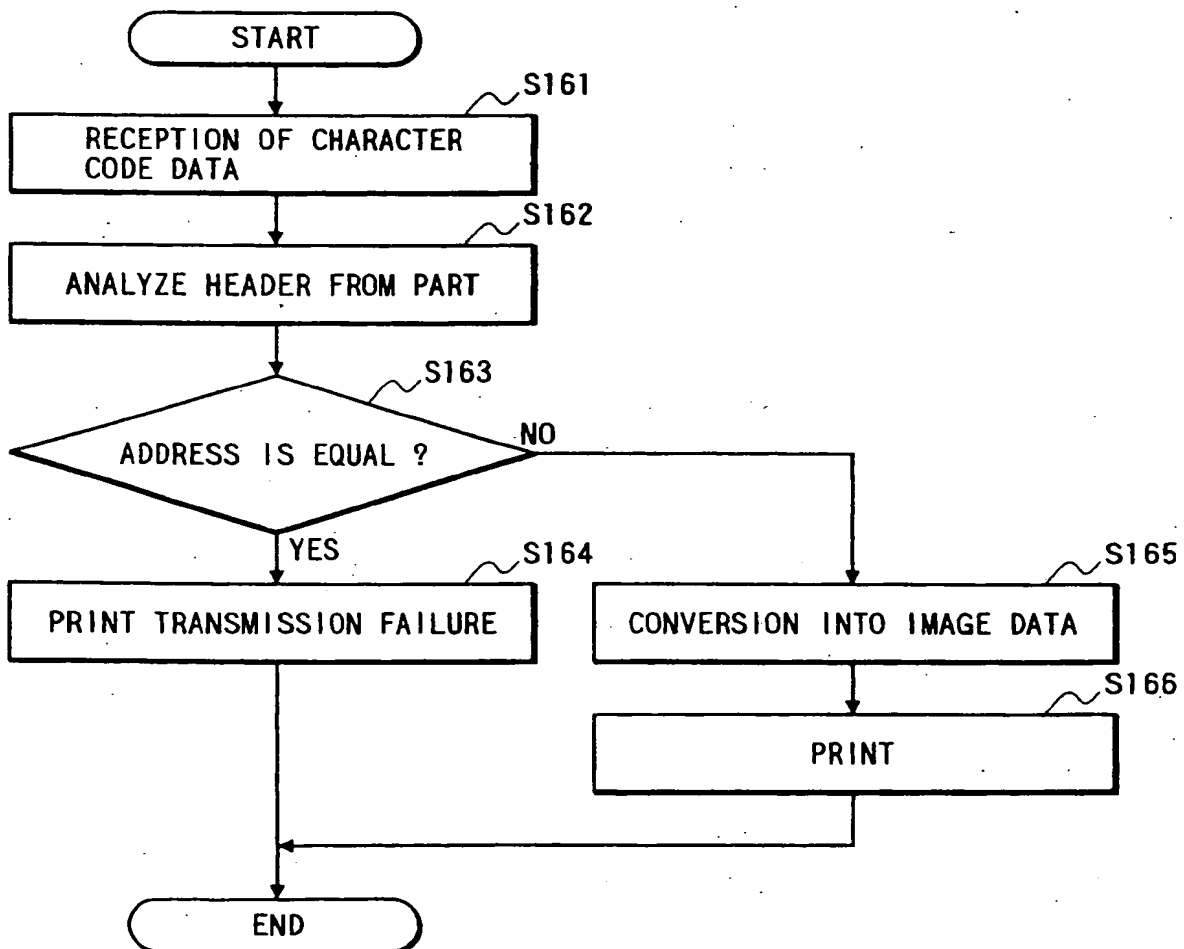 START
S161
RECEPTION OF CHARACTER
CODE DATA
S162
ANALYZE HEADER FROM PART
S163
ADDRESS IS EQUAL ?
NO
YES
S164
PRINT TRANSMISSION FAILURE
S165
CONVERSION INTO IMAGE DATA
S166
PRINT
END